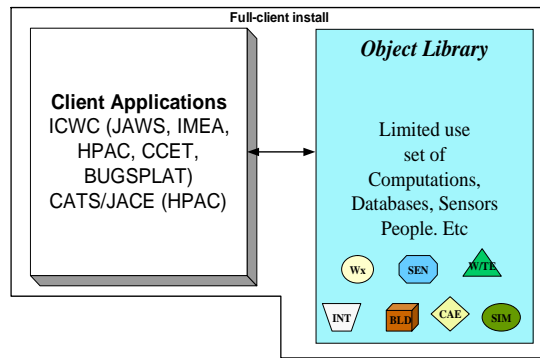 Full-client install
Client Applications
ICWC (JAWS, IMEA,
HPAC, CCET,
BUGSPLAT)
CATS/JACE (HPAC)
Object Library
Limited use
set of
Computations,
Databases, Sensors
People. Etc
Wx
SEN
W/TE
INT
BLD
CAE
SIM